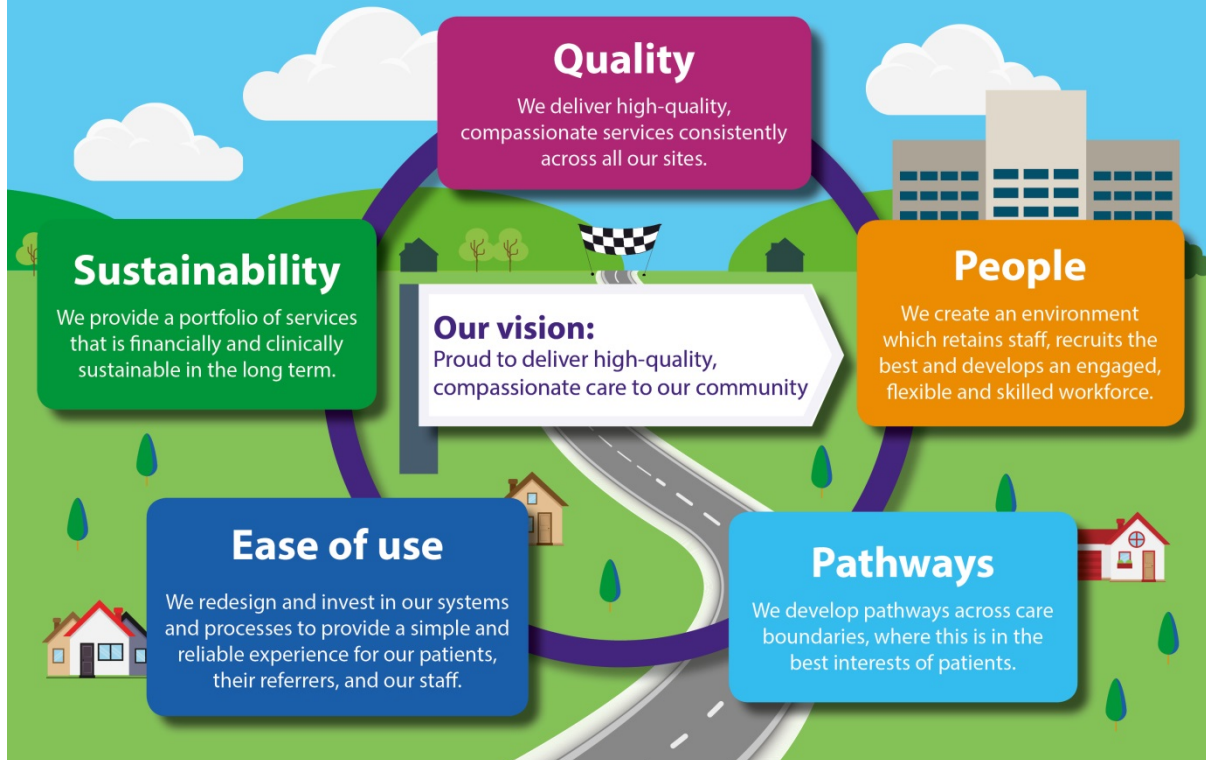 Quality
We deliver high-quality,
compassionate services consistently
across all our sites.
Sustainability
We provide a portfolio of services
that is financially and clinically
sustainable in the long term.
Our vision:
Proud to deliver high-quality,
compassionate care to our community
People
We create an environment
which retains staff, recruits the
best and develops an engaged,
flexible and skilled workforce.
Ease of use
We redesign and invest in our systems
and processes to provide a simple and
reliable experience for our patients,
their referrers, and our staff.
Pathways
We develop pathways across care
boundaries, where this is in the
best interests of patients.